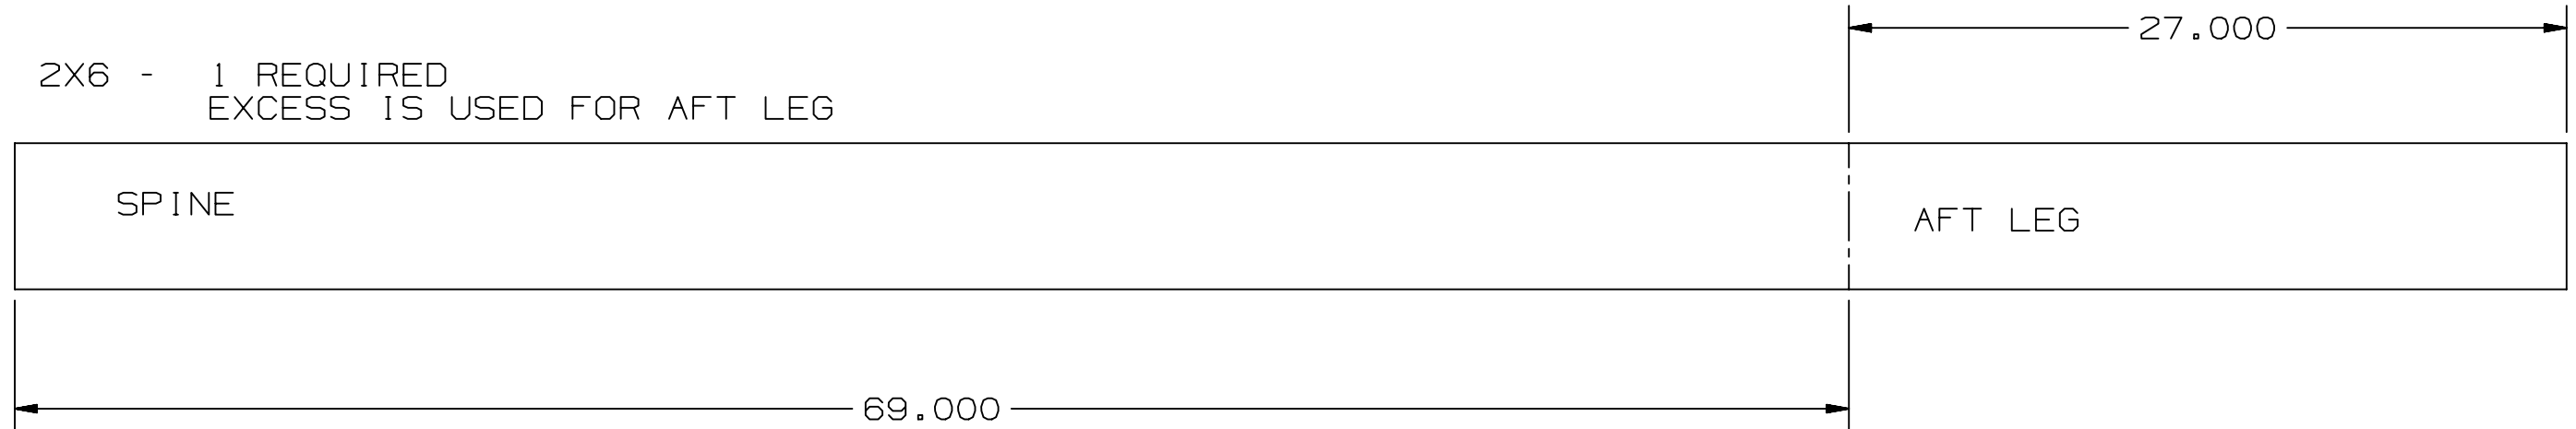 27.000
2X6 - 1 REQUIRED
EXCESS IS USED FOR AFT LEG
SPINE
AFT LEG
69.000